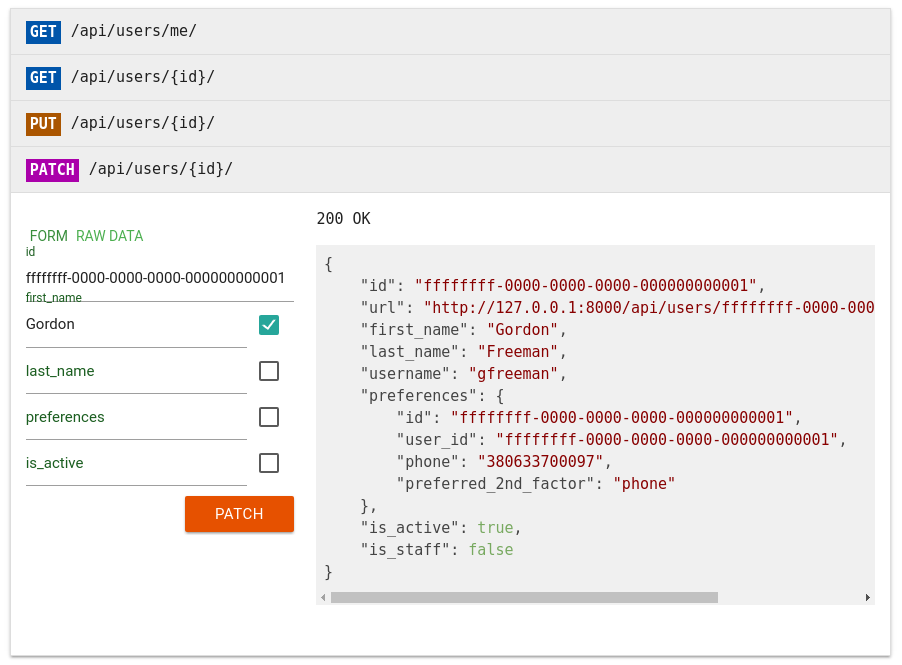 GET /api/users/me/
GET /api/users/{id}/
PUT /api/users/{id}/
PATCH /api/users/{id}/
FORM RAW DATA
id
ffffffff-0000-0000-0000-000000000001
first_name
Gordon
last_name
preferences
is_active
PATCH
200 OK
{
    "id": "ffffffff-0000-0000-0000-000000000001",
    "url": "http://127.0.0.1:8000/api/users/ffffffff-0000-000
    "first_name": "Gordon",
    "last_name": "Freeman",
    "username": "gfreeman",
    "preferences": {
        "id": "ffffffff-0000-0000-0000-000000000001",
        "user_id": "ffffffff-0000-0000-0000-000000000001",
        "phone": "380633700097",
        "preferred_2nd_factor": "phone"
    },
    "is_active": true,
    "is_staff": false
}